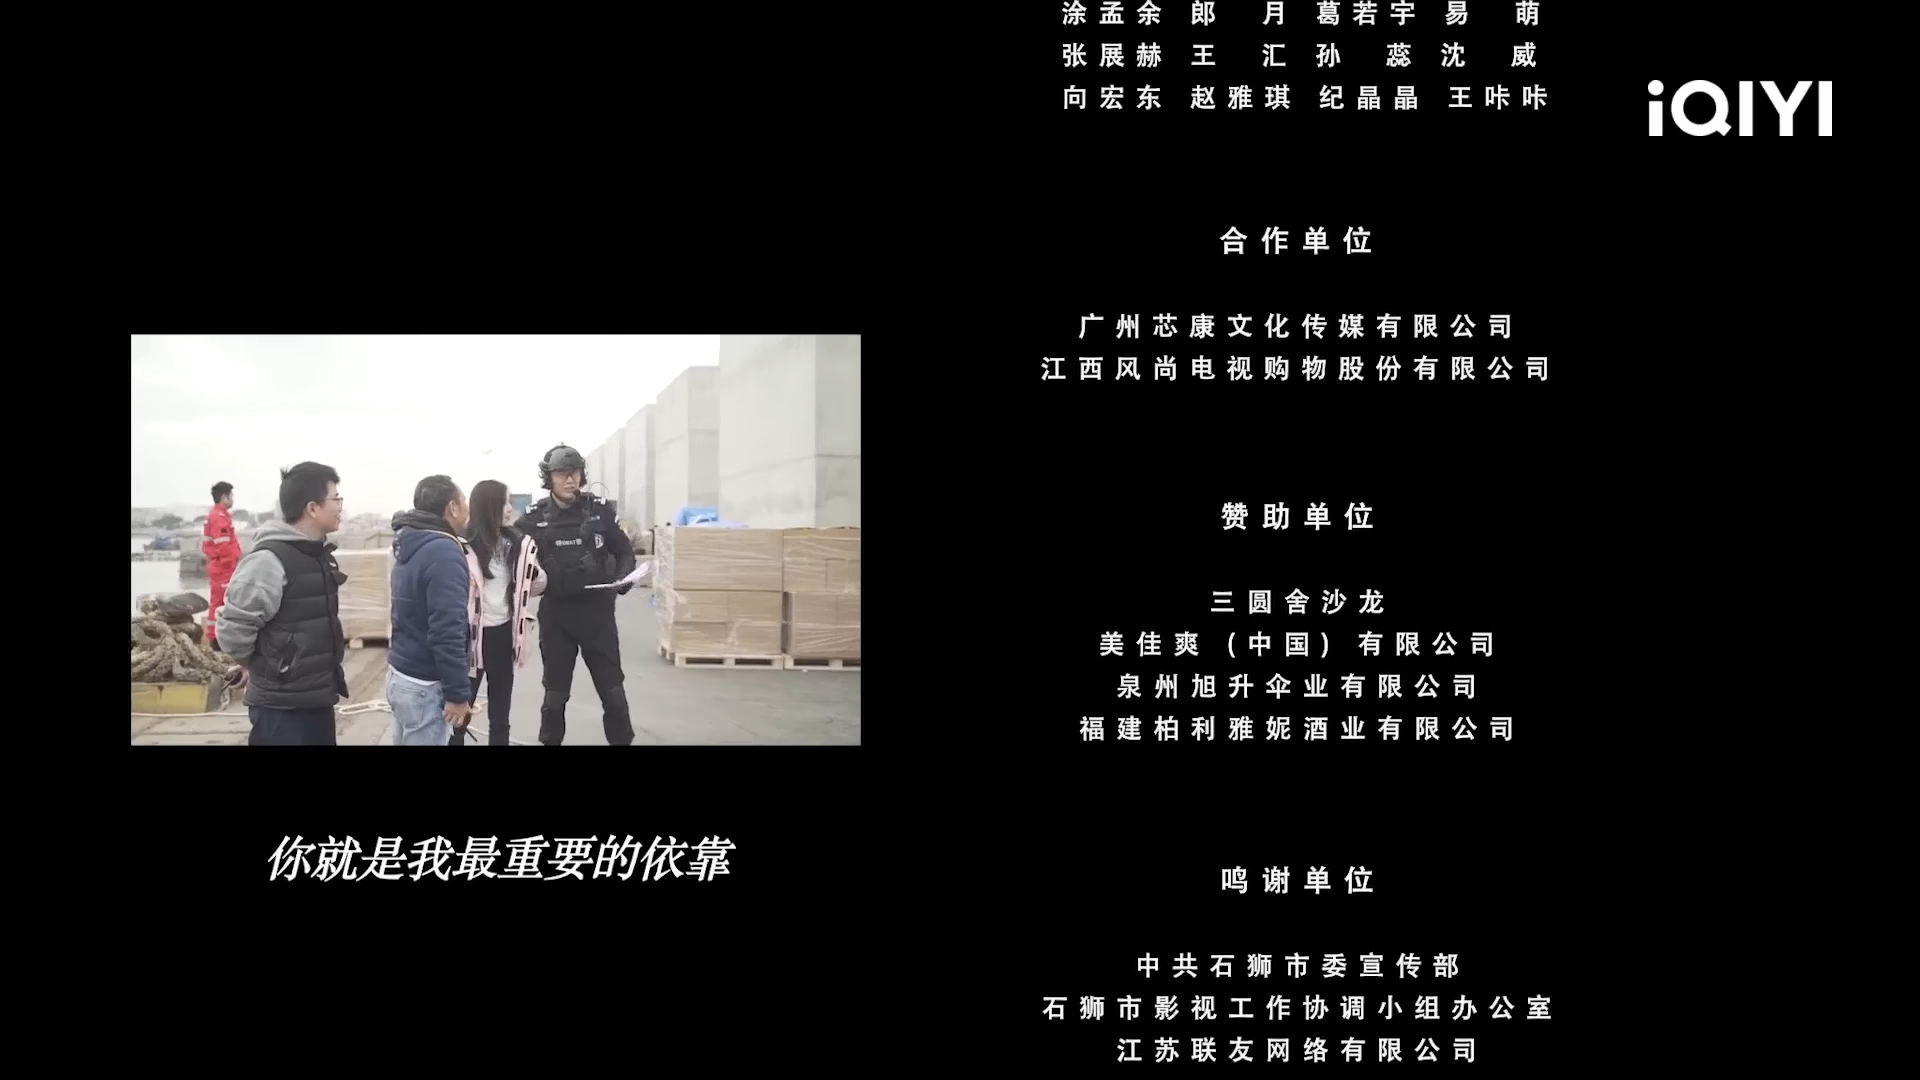 涂孟余 郎月 葛若宇 易萌
张展赫 王汇 孙蕊 沈威
向宏东 赵雅琪 纪晶晶 王咔咔
iQIYI
合作单位
广州芯康文化传媒有限公司
江西风尚电视购物股份有限公司
赞助单位
三圆舍沙龙
美佳爽(中国)有限公司
泉州旭升伞业有限公司
福建柏利雅妮酒业有限公司
你就是我最重要的依靠
鸣谢单位
中共石狮市委宣传部
石狮市影视工作协调小组办公室
江苏联友网络有限公司